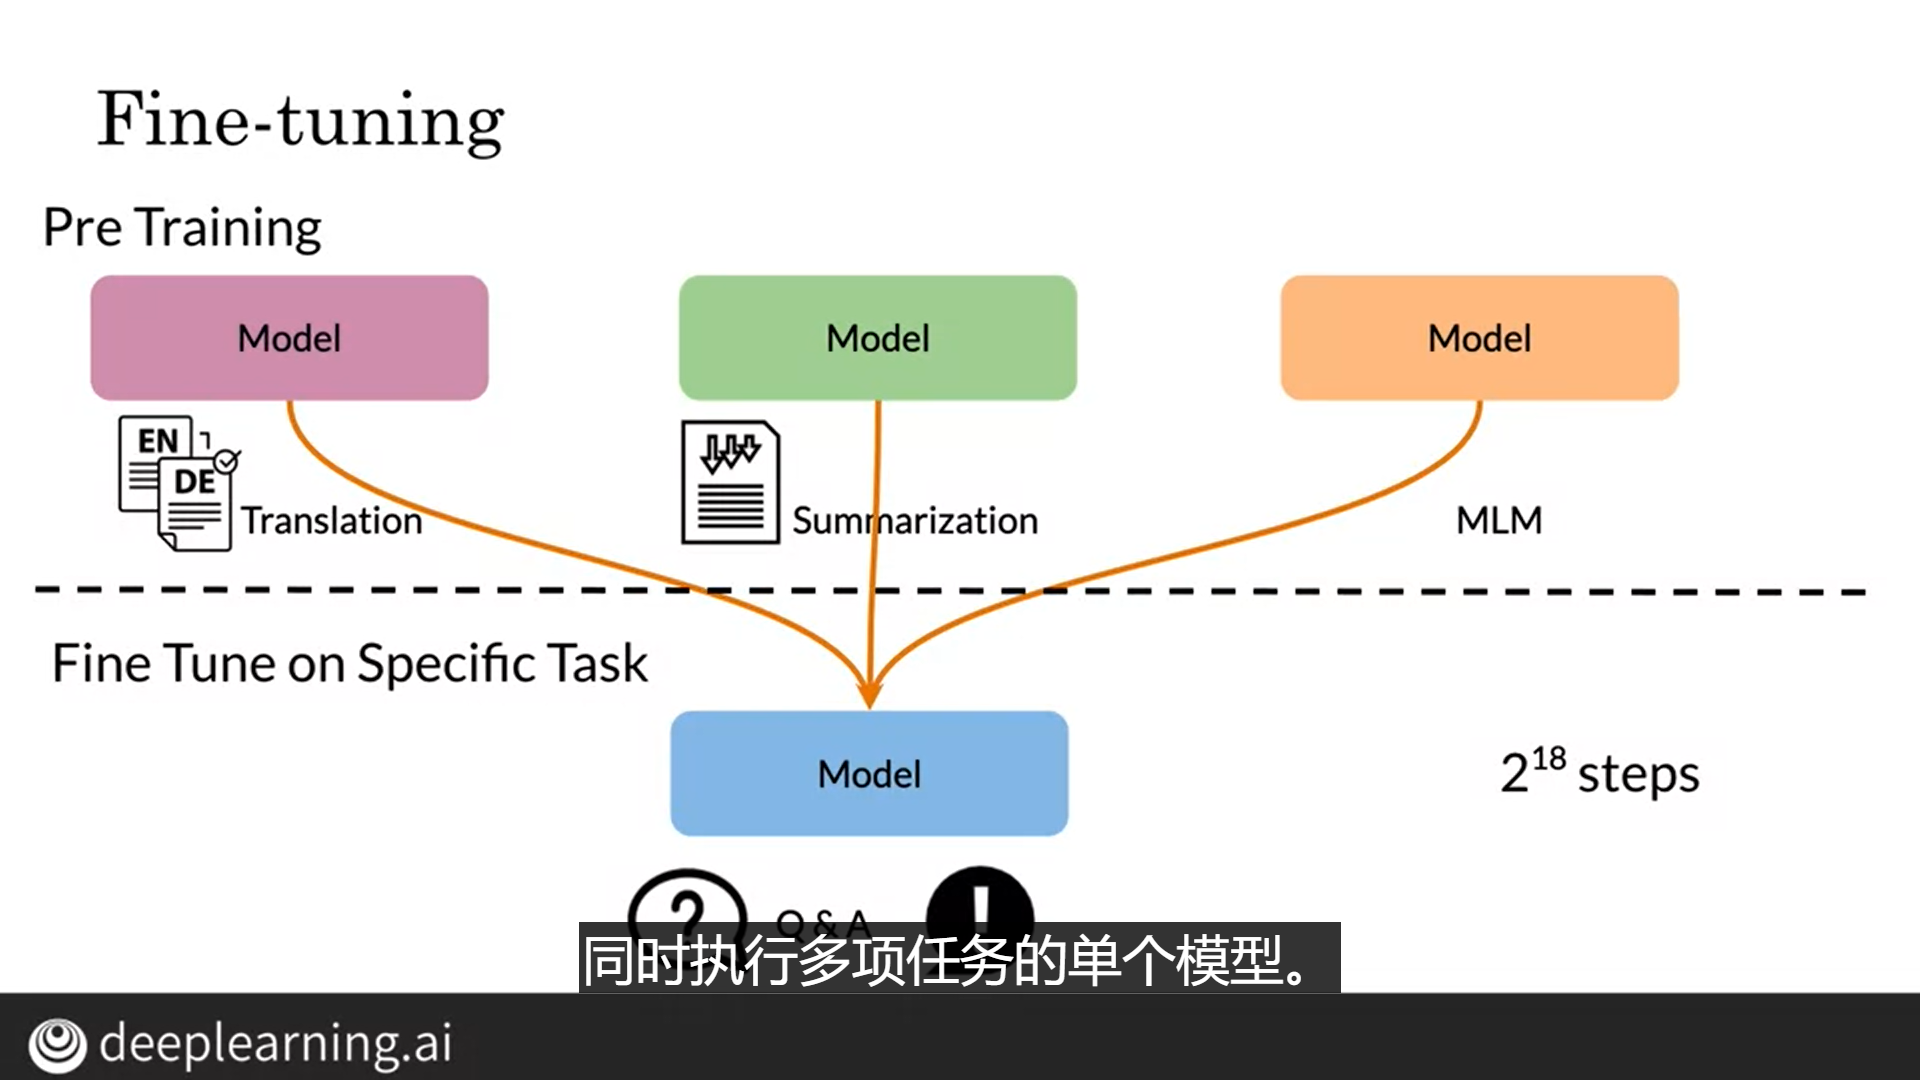 Fine-tuning
Pre Training
Model
Model
Model
EN
DE
Translation
Summarization
MLM
Fine Tune on Specific Task
Model
2¹⁸ steps
?
Q & A
!
同时执行多项任务的单个模型。
deeplearning.ai